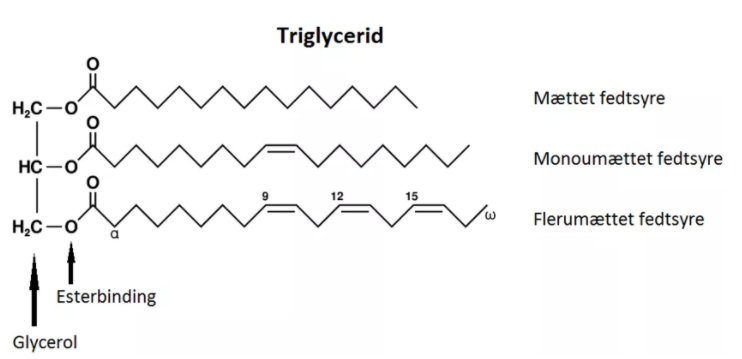 Triglycerid
O
H₂C—O
Mættet fedtsyre
O
HC—O
Monoumættet fedtsyre
O
9 12 15
H₂C—O
α
ω
Flerumættet fedtsyre
Esterbinding
Glycerol